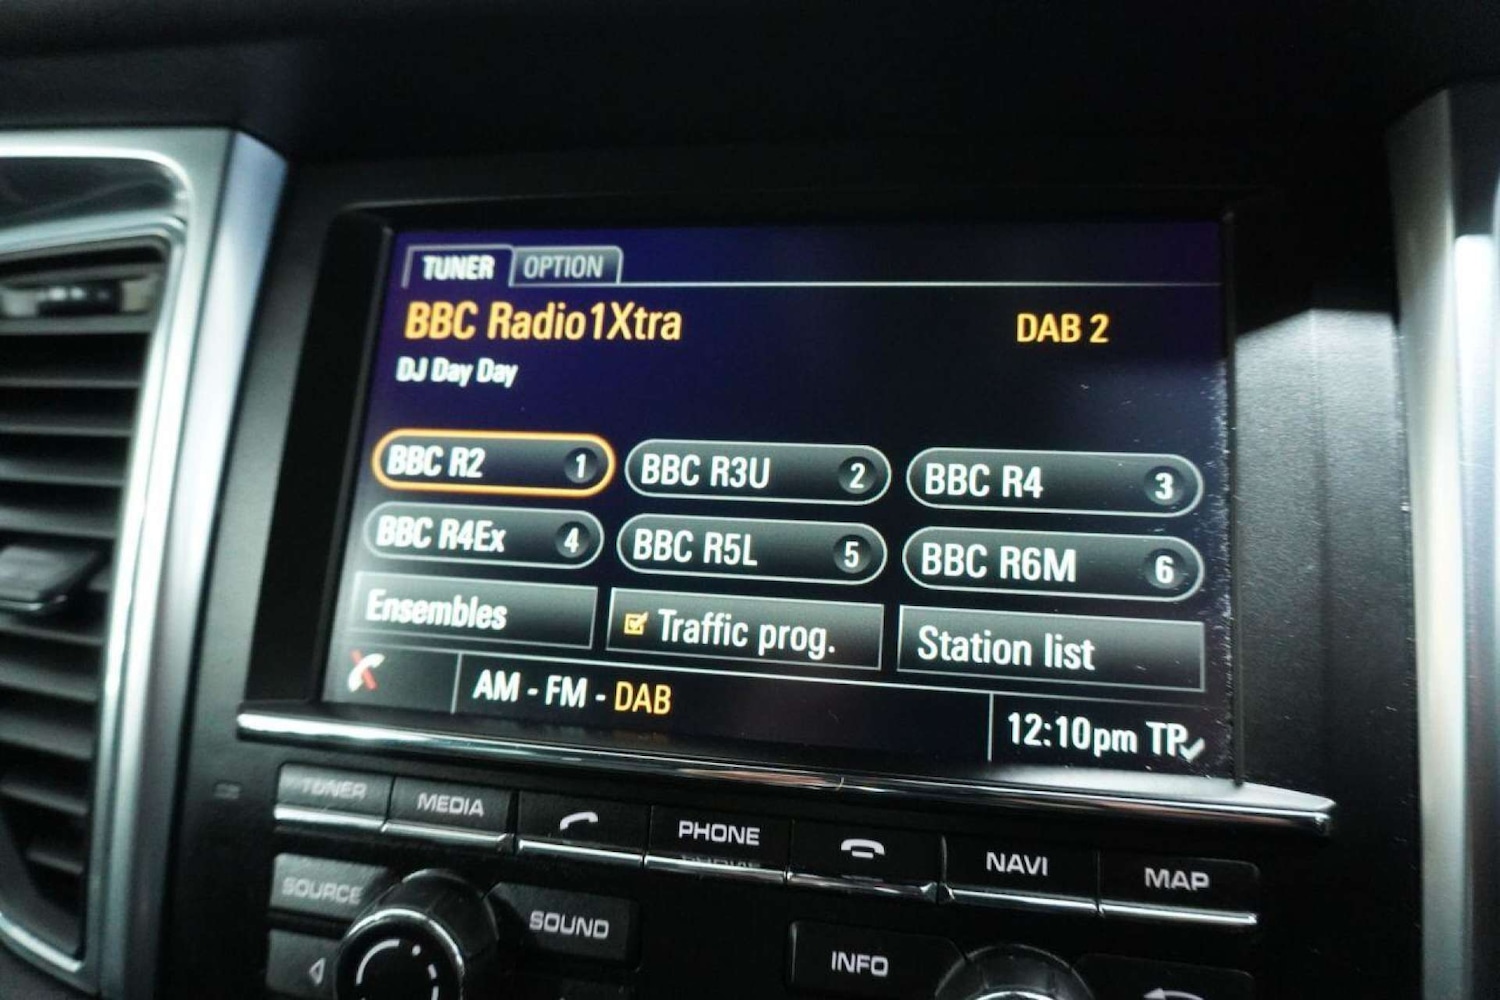 TUNER OPTION
BBC Radio1Xtra DAB 2
DJ Day Day
BBC R2 1 BBC R3U 2 BBC R4 3
BBC R4Ex 4 BBC R5L 5 BBC R6M 6
Ensembles Traffic prog. Station list
AM - FM - DAB
12:10pm TP
TUNER MEDIA PHONE NAVI MAP
SOURCE SOUND INFO